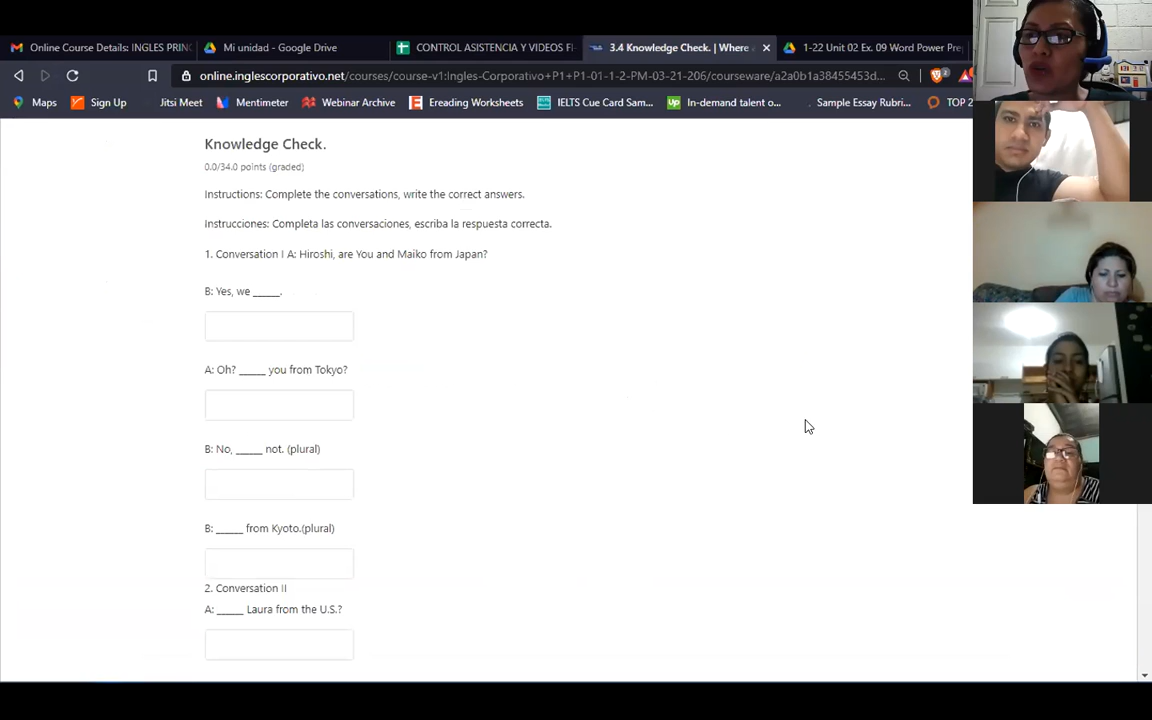 Online Course Details: INGLES PRIN
Mi unidad - Google Drive
CONTROL ASISTENCIA Y VIDEOS FI
3.4 Knowledge Check. | Where
1-22 Unit 02 Ex. 09 Word Power Pre
online.inglescorporativo.net/courses/course-v1:Ingles-Corporativo+P1+P1-01-1-2-PM-03-21-206/courseware/a2a0b1a38455453d...
2
Maps
Sign Up
Jitsi Meet
Mentimeter
Webinar Archive
Ereading Worksheets
IELTS Cue Card Sam...
In-demand talent o...
Sample Essay Rubri...
TOP 2
Knowledge Check.
0.0/34.0 points (graded)
Instructions: Complete the conversations, write the correct answers.
Instrucciones: Completa las conversaciones, escriba la respuesta correcta.
1. Conversation I A: Hiroshi, are You and Maiko from Japan?
B: Yes, we _____.
A: Oh? _____ you from Tokyo?
B: No, _____ not. (plural)
B: _____ from Kyoto.(plural)
2. Conversation II
A: _____ Laura from the U.S.?